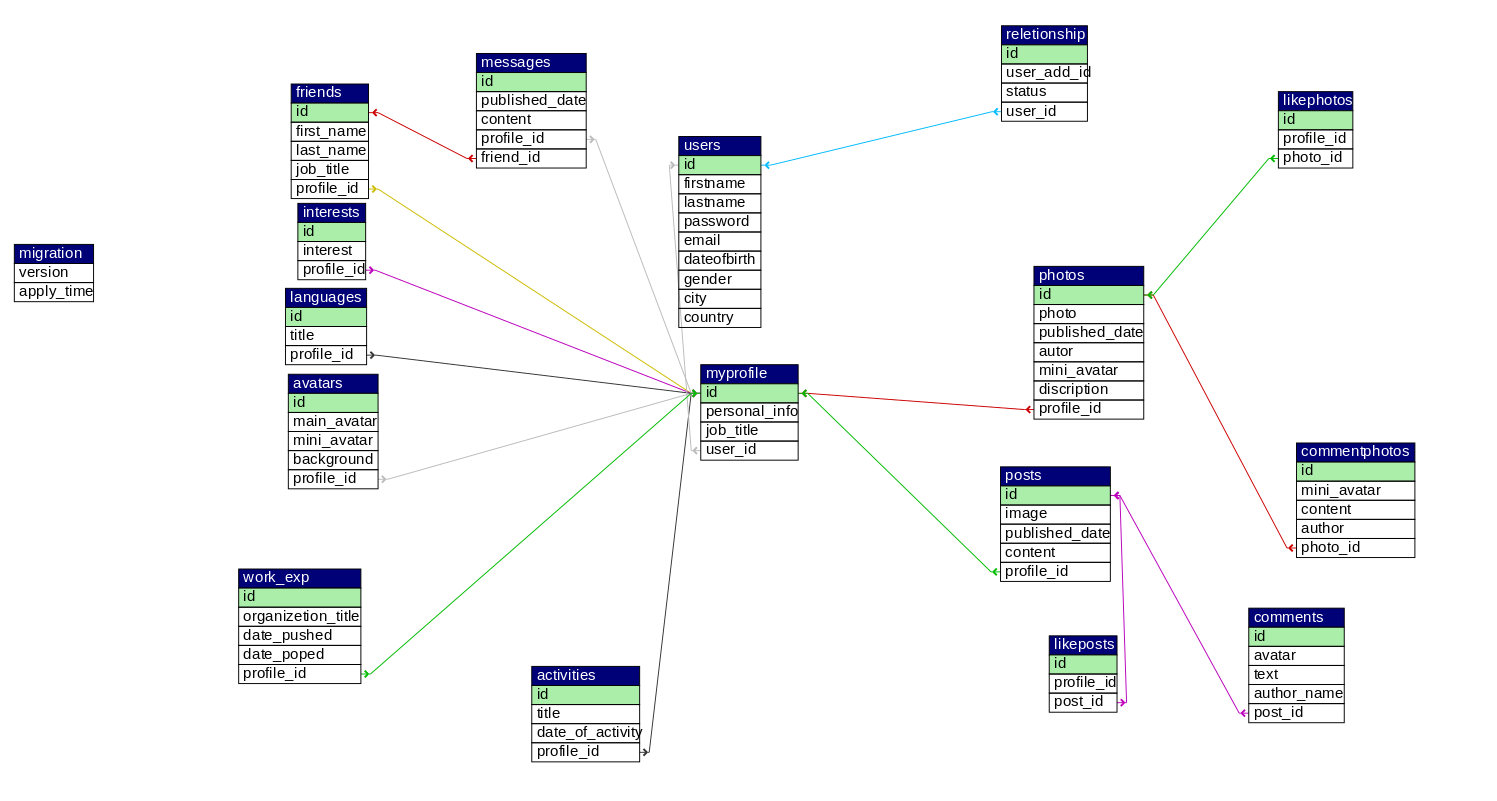 reletionship
id
user_add_id
status
user_id
messages
id
published_date
content
profile_id
friend_id
friends
id
first_name
last_name
job_title
profile_id
likephotos
id
profile_id
photo_id
users
id
firstname
lastname
password
email
dateofbirth
gender
city
country
interests
id
interest
profile_id
migration
version
apply_time
photos
id
photo
published_date
autor
mini_avatar
discription
profile_id
languages
id
title
profile_id
myprofile
id
personal_info
job_title
user_id
avatars
id
main_avatar
mini_avatar
background
profile_id
commentphotos
id
mini_avatar
content
author
photo_id
posts
id
image
published_date
content
profile_id
work_exp
id
organizetion_title
date_pushed
date_poped
profile_id
comments
id
avatar
text
author_name
post_id
likeposts
id
profile_id
post_id
activities
id
title
date_of_activity
profile_id